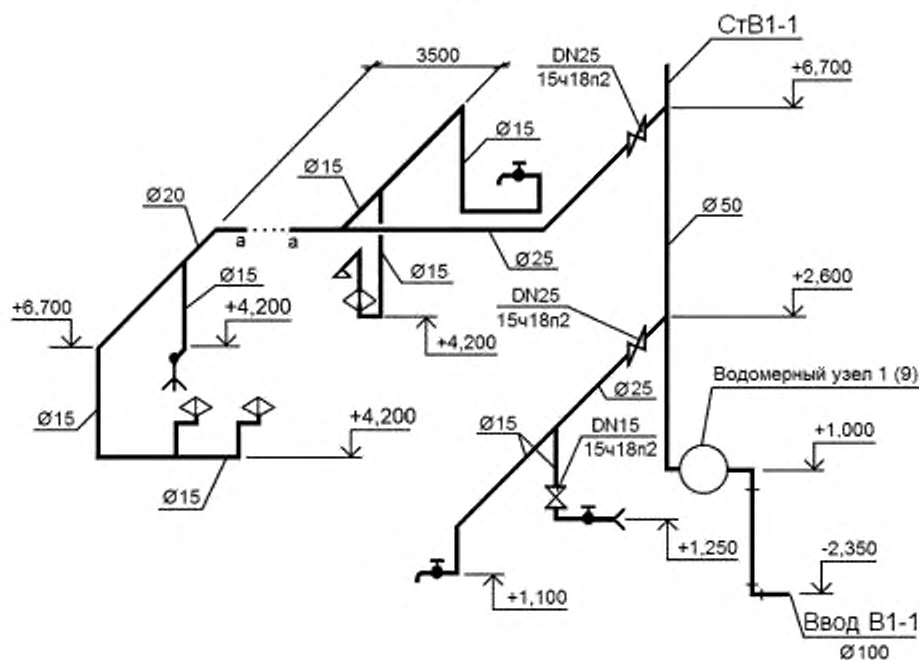 СтВ1-1
3500
DN25
15ч18п2
+6,700
Ø15
Ø15
Ø20
Ø50
а
а
Ø25
Ø15
Ø15
+2,600
DN25
15ч18п2
+6,700
+4,200
+4,200
Водомерный узел 1 (9)
Ø25
Ø15
+4,200
Ø15
DN15
15ч18п2
+1,000
Ø15
+1,250
-2,350
+1,100
Ввод В1-1
Ø100